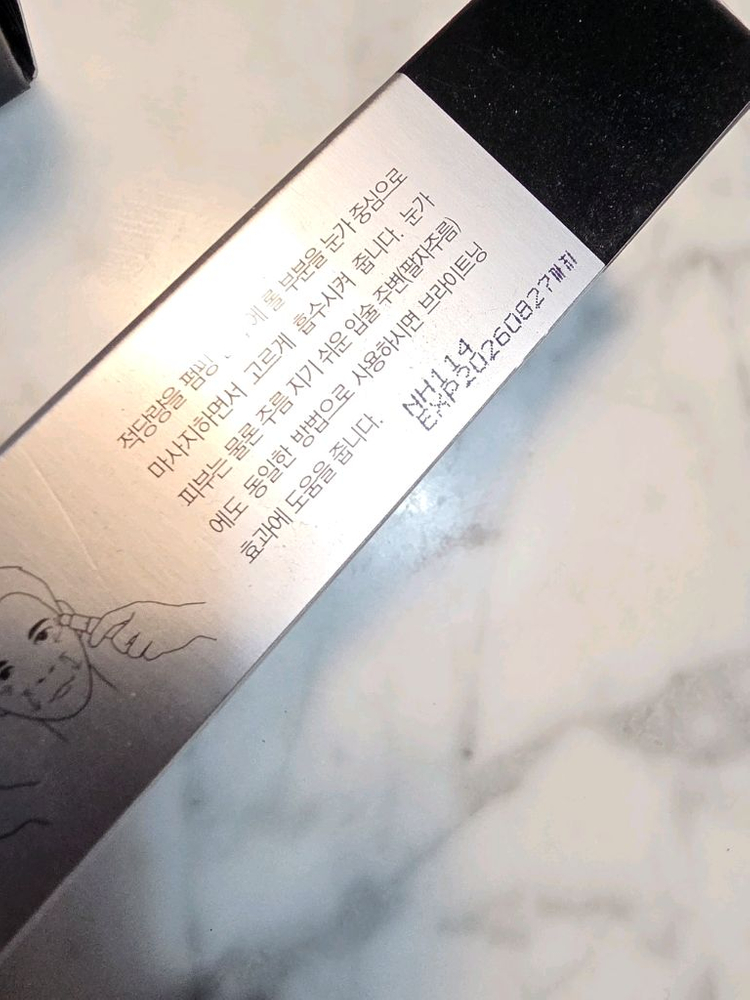 적당량을 펌핑 롤 부분을 눈가 중심으로
마사지하면서 고르게 흡수시켜 줍니다. 눈가
피부는 물론 주름 지기 쉬운 입술 주변(팔자주름)
에도 동일한 방법으로 사용하시면 브라이트닝
효과에 도움을 줍니다.
NH114
EXP20260827까지